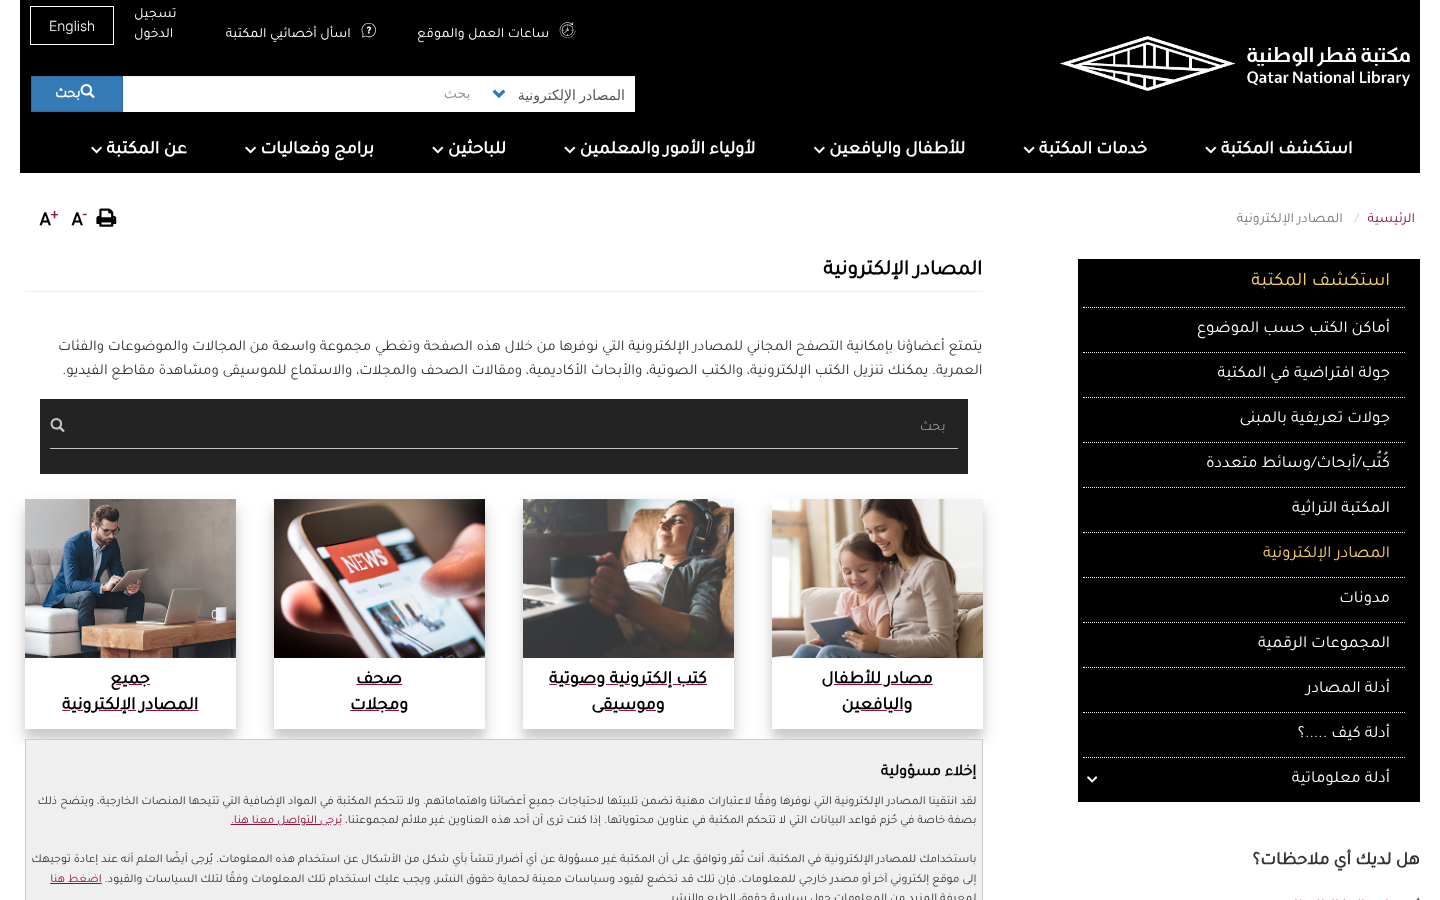 مكتبة قطر الوطنية
Qatar National Library
ساعات العمل والموقع
اسأل أخصائيي المكتبة
تسجيل
الدخول
English
المصادر الإلكترونية
بحث
بحث
استكشف المكتبة
خدمات المكتبة
للأطفال واليافعين
لأولياء الأمور والمعلمين
للباحثين
برامج وفعاليات
عن المكتبة
الرئيسية / المصادر الإلكترونية
A- A+
استكشف المكتبة
أماكن الكتب حسب الموضوع
جولة افتراضية في المكتبة
جولات تعريفية بالمبنى
كُتُب/أبحاث/وسائط متعددة
المكتبة التراثية
المصادر الإلكترونية
مدونات
المجموعات الرقمية
أدلة المصادر
أدلة كيف .....؟
أدلة معلوماتية
هل لديك أي ملاحظات؟
المصادر الإلكترونية
يتمتع أعضاؤنا بإمكانية التصفح المجاني للمصادر الإلكترونية التي نوفرها من خلال هذه الصفحة وتغطي مجموعة واسعة من المجالات والموضوعات والفئات
العمرية. يمكنك تنزيل الكتب الإلكترونية، والكتب الصوتية، والأبحاث الأكاديمية، ومقالات الصحف والمجلات، والاستماع للموسيقى ومشاهدة مقاطع الفيديو.
بحث
NEWS
مصادر للأطفال
واليافعين
كتب إلكترونية وصوتية
وموسيقى
صحف
ومجلات
جميع
المصادر الإلكترونية
إخلاء مسؤولية
لقد انتقينا المصادر الإلكترونية التي نوفرها وفقًا لاعتبارات مهنية تضمن تلبيتها لاحتياجات جميع أعضائنا واهتماماتهم. ولا تتحكم المكتبة في المواد الإضافية التي تتيحها المنصات الخارجية، ويتضح ذلك
بصفة خاصة في حُزم قواعد البيانات التي لا تتحكم المكتبة في عناوين محتوياتها. إذا كنت ترى أن أحد هذه العناوين غير ملائم لمجموعتنا، يُرجى التواصل معنا هنا.
باستخدامك للمصادر الإلكترونية في المكتبة، أنت تُقر وتوافق على أن المكتبة غير مسؤولة عن أي أضرار تنشأ بأي شكل من الأشكال عن استخدام هذه المعلومات. يُرجى أيضًا العلم أنه عند إعادة توجيهك
إلى موقع إلكتروني آخر أو مصدر خارجي للمعلومات، فإن تلك قد تخضع لقيود وسياسات معينة لحماية حقوق النشر، ويجب عليك استخدام تلك المعلومات وفقًا لتلك السياسات والقيود. اضغط هنا
لمعرفة المزيد من المعلومات حول سياسة حقوق الطبع والنشر